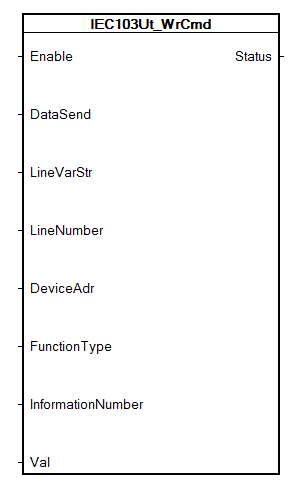 IEC103Ut_WrCmd
Enable Status
DataSend
LineVarStr
LineNumber
DeviceAdr
FunctionType
InformationNumber
Val